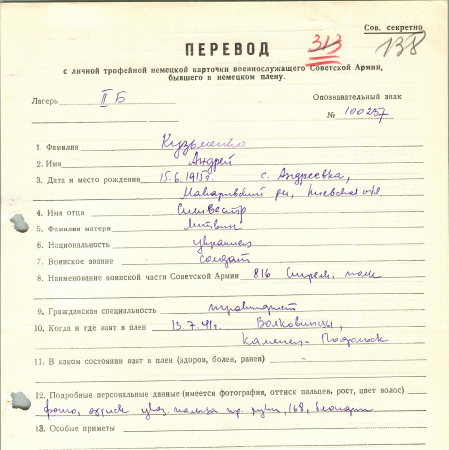 Сов. секретно
ПЕРЕВОД 313 138
с личной трофейной немецкой карточки военнослужащего Советской Армии,
бывшего в немецком плену.
Лагерь II Б Опознавательный знак
№ 100237
1. Фамилия Кузьменко
2. Имя Андрей
3. Дата и место рождения 15.6.1915г. с. Андреевка,
Макаровский рн, Киевская обл
4. Имя отца Сильвестр
5. Фамилия матери Литвин
6. Национальность украинец
7. Воинское звание солдат
8. Наименование воинской части Советской Армии 816 Стрелк. полк
9. Гражданская специальность
10. Когда и где взят в плен 13.7.41г. Волковинцы,
Каменец-Подольск
11. В каком состоянии взят в плен (здоров, болен, ранен)
12. Подробные персональные данные (имеется фотография, оттиск пальцев, рост, цвет волос)
фото, оттиск указ. пальца пр. руки, 168, блондин
13. Особые приметы